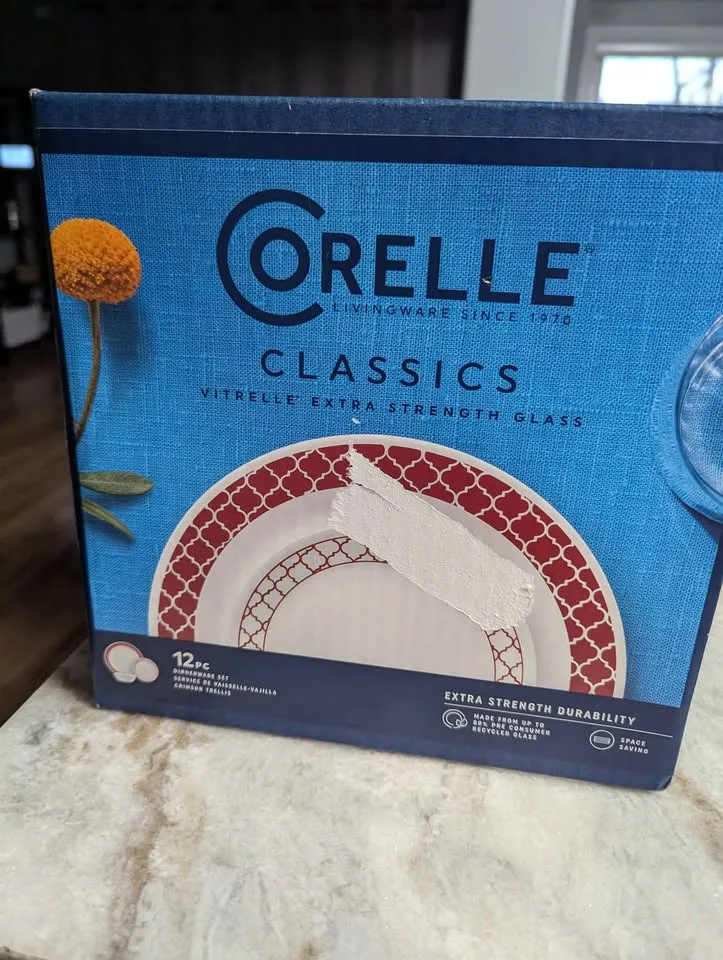 CORELLE®
LIVINGWARE SINCE 1970
CLASSICS
VITRELLE® EXTRA STRENGTH GLASS
12PC
DINNERWARE SET
SERVICE DE VAISSELLE-VAJILLA
CRIMSON TRELLIS
EXTRA STRENGTH DURABILITY
MADE FROM UP TO
80% PRE CONSUMER
RECYCLED GLASS
SPACE
SAVING